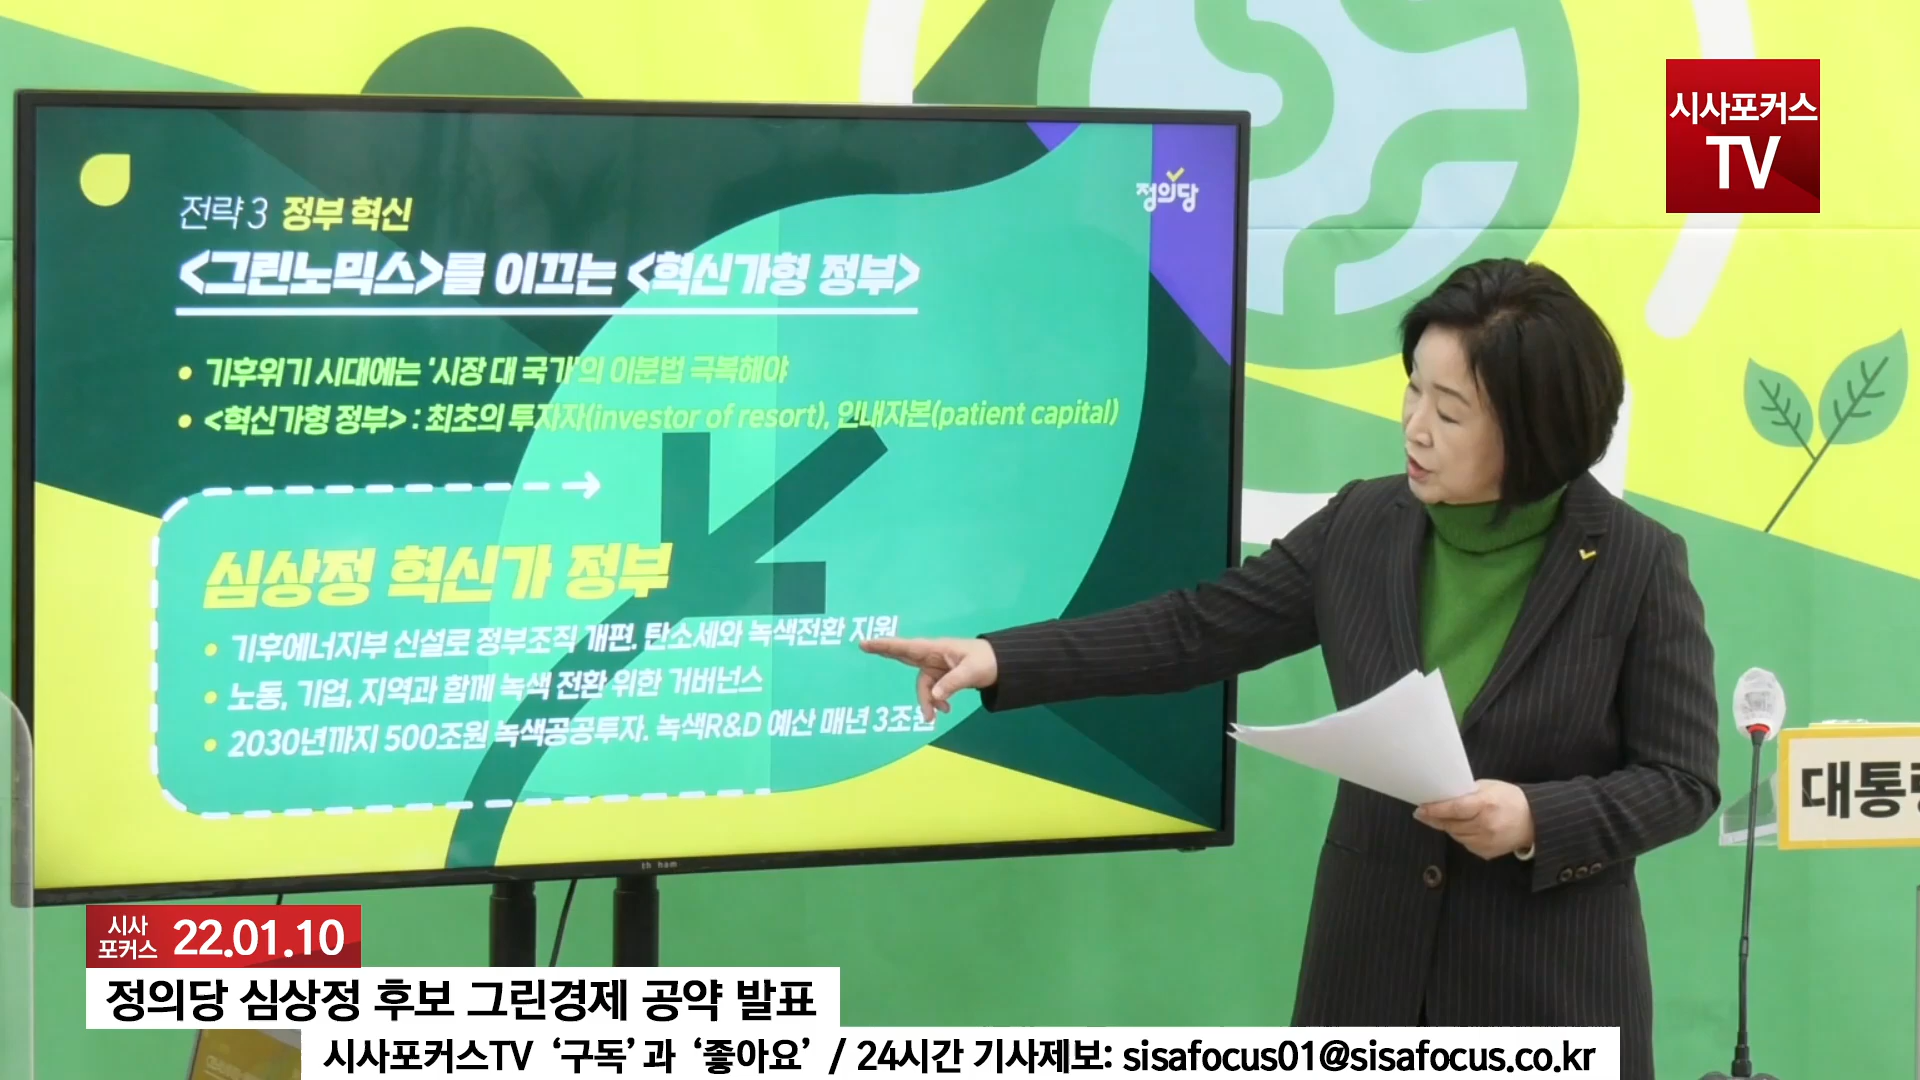 시사포커스
TV
정의당
전략 3 정부 혁신
<그린노믹스>를 이끄는 <혁신가형 정부>
• 기후위기 시대에는 '시장 대 국가'의 이분법 극복해야
• <혁신가형 정부> : 최초의 투자자(investor of resort), 인내자본(patient capital)
심상정 혁신가 정부
• 기후에너지부 신설로 정부조직 개편. 탄소세와 녹색전환 지원
• 노동, 기업, 지역과 함께 녹색 전환 위한 거버넌스
• 2030년까지 500조원 녹색공공투자. 녹색R&D 예산 매년 3조원
대통령
시사
포커스 22.01.10
정의당 심상정 후보 그린경제 공약 발표
시사포커스TV ‘구독’과 ‘좋아요’ / 24시간 기사제보: sisafocus01@sisafocus.co.kr